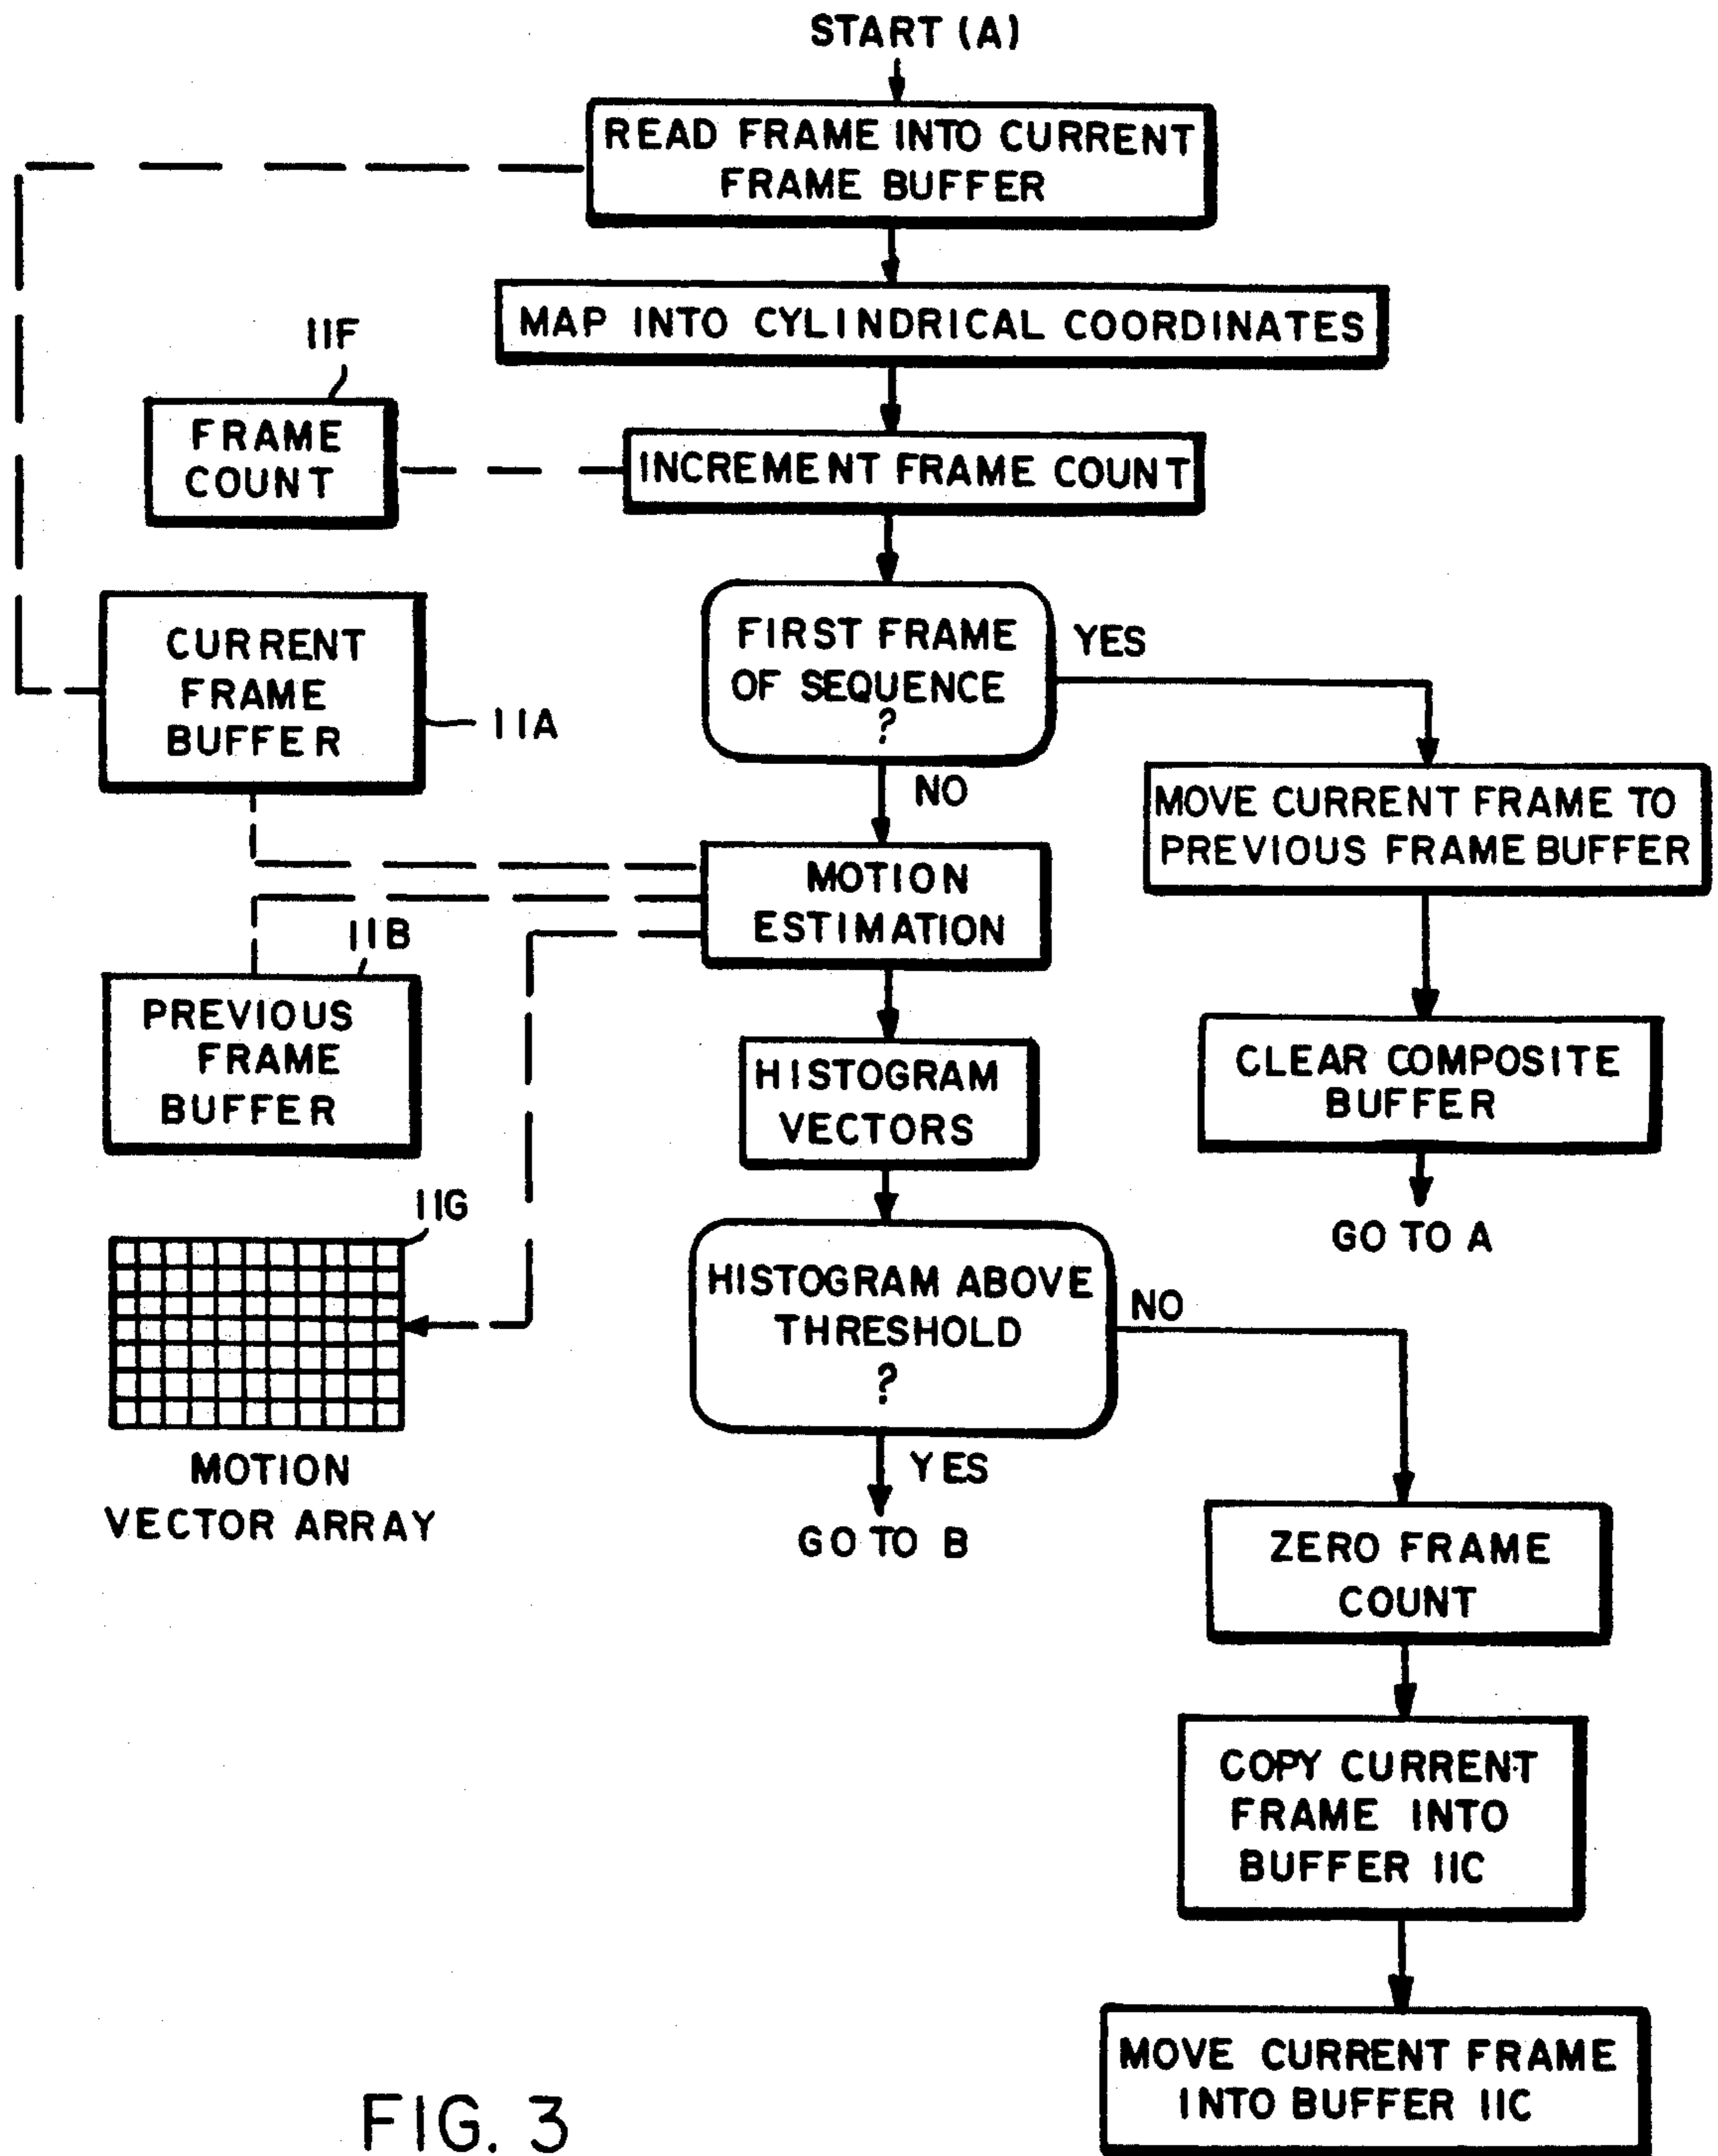 START (A)
READ FRAME INTO CURRENT
FRAME BUFFER
MAP INTO CYLINDRICAL COORDINATES
11F
FRAME
COUNT
INCREMENT FRAME COUNT
FIRST FRAME
OF SEQUENCE
?
YES
NO
CURRENT
FRAME
BUFFER
11A
MOVE CURRENT FRAME TO
PREVIOUS FRAME BUFFER
MOTION
ESTIMATION
11B
PREVIOUS
FRAME
BUFFER
HISTOGRAM
VECTORS
CLEAR COMPOSITE
BUFFER
GO TO A
11G
MOTION
VECTOR ARRAY
HISTOGRAM ABOVE
THRESHOLD
?
NO
YES
GO TO B
ZERO FRAME
COUNT
COPY CURRENT
FRAME INTO
BUFFER 11C
MOVE CURRENT FRAME
INTO BUFFER 11C
FIG. 3